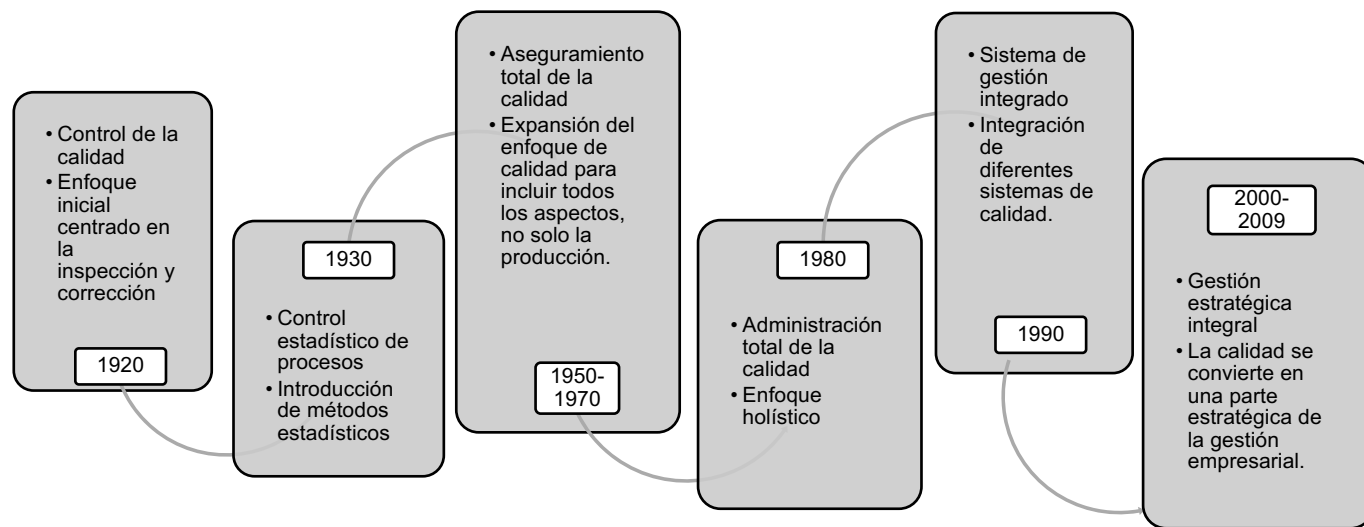 • Control de la
calidad
• Enfoque
inicial
centrado en
la
inspección y
corrección
1920
1930
• Control
estadístico de
procesos
• Introducción
de métodos
estadísticos
• Aseguramiento
total de la
calidad
• Expansión del
enfoque de
calidad para
incluir todos
los aspectos,
no solo la
producción.
1950-
1970
1980
• Administración
total de la
calidad
• Enfoque
holístico
• Sistema de
gestión
integrado
• Integración
de
diferentes
sistemas de
calidad.
1990
2000-
2009
• Gestión
estratégica
integral
• La calidad se
convierte en
una parte
estratégica de
la gestión
empresarial.